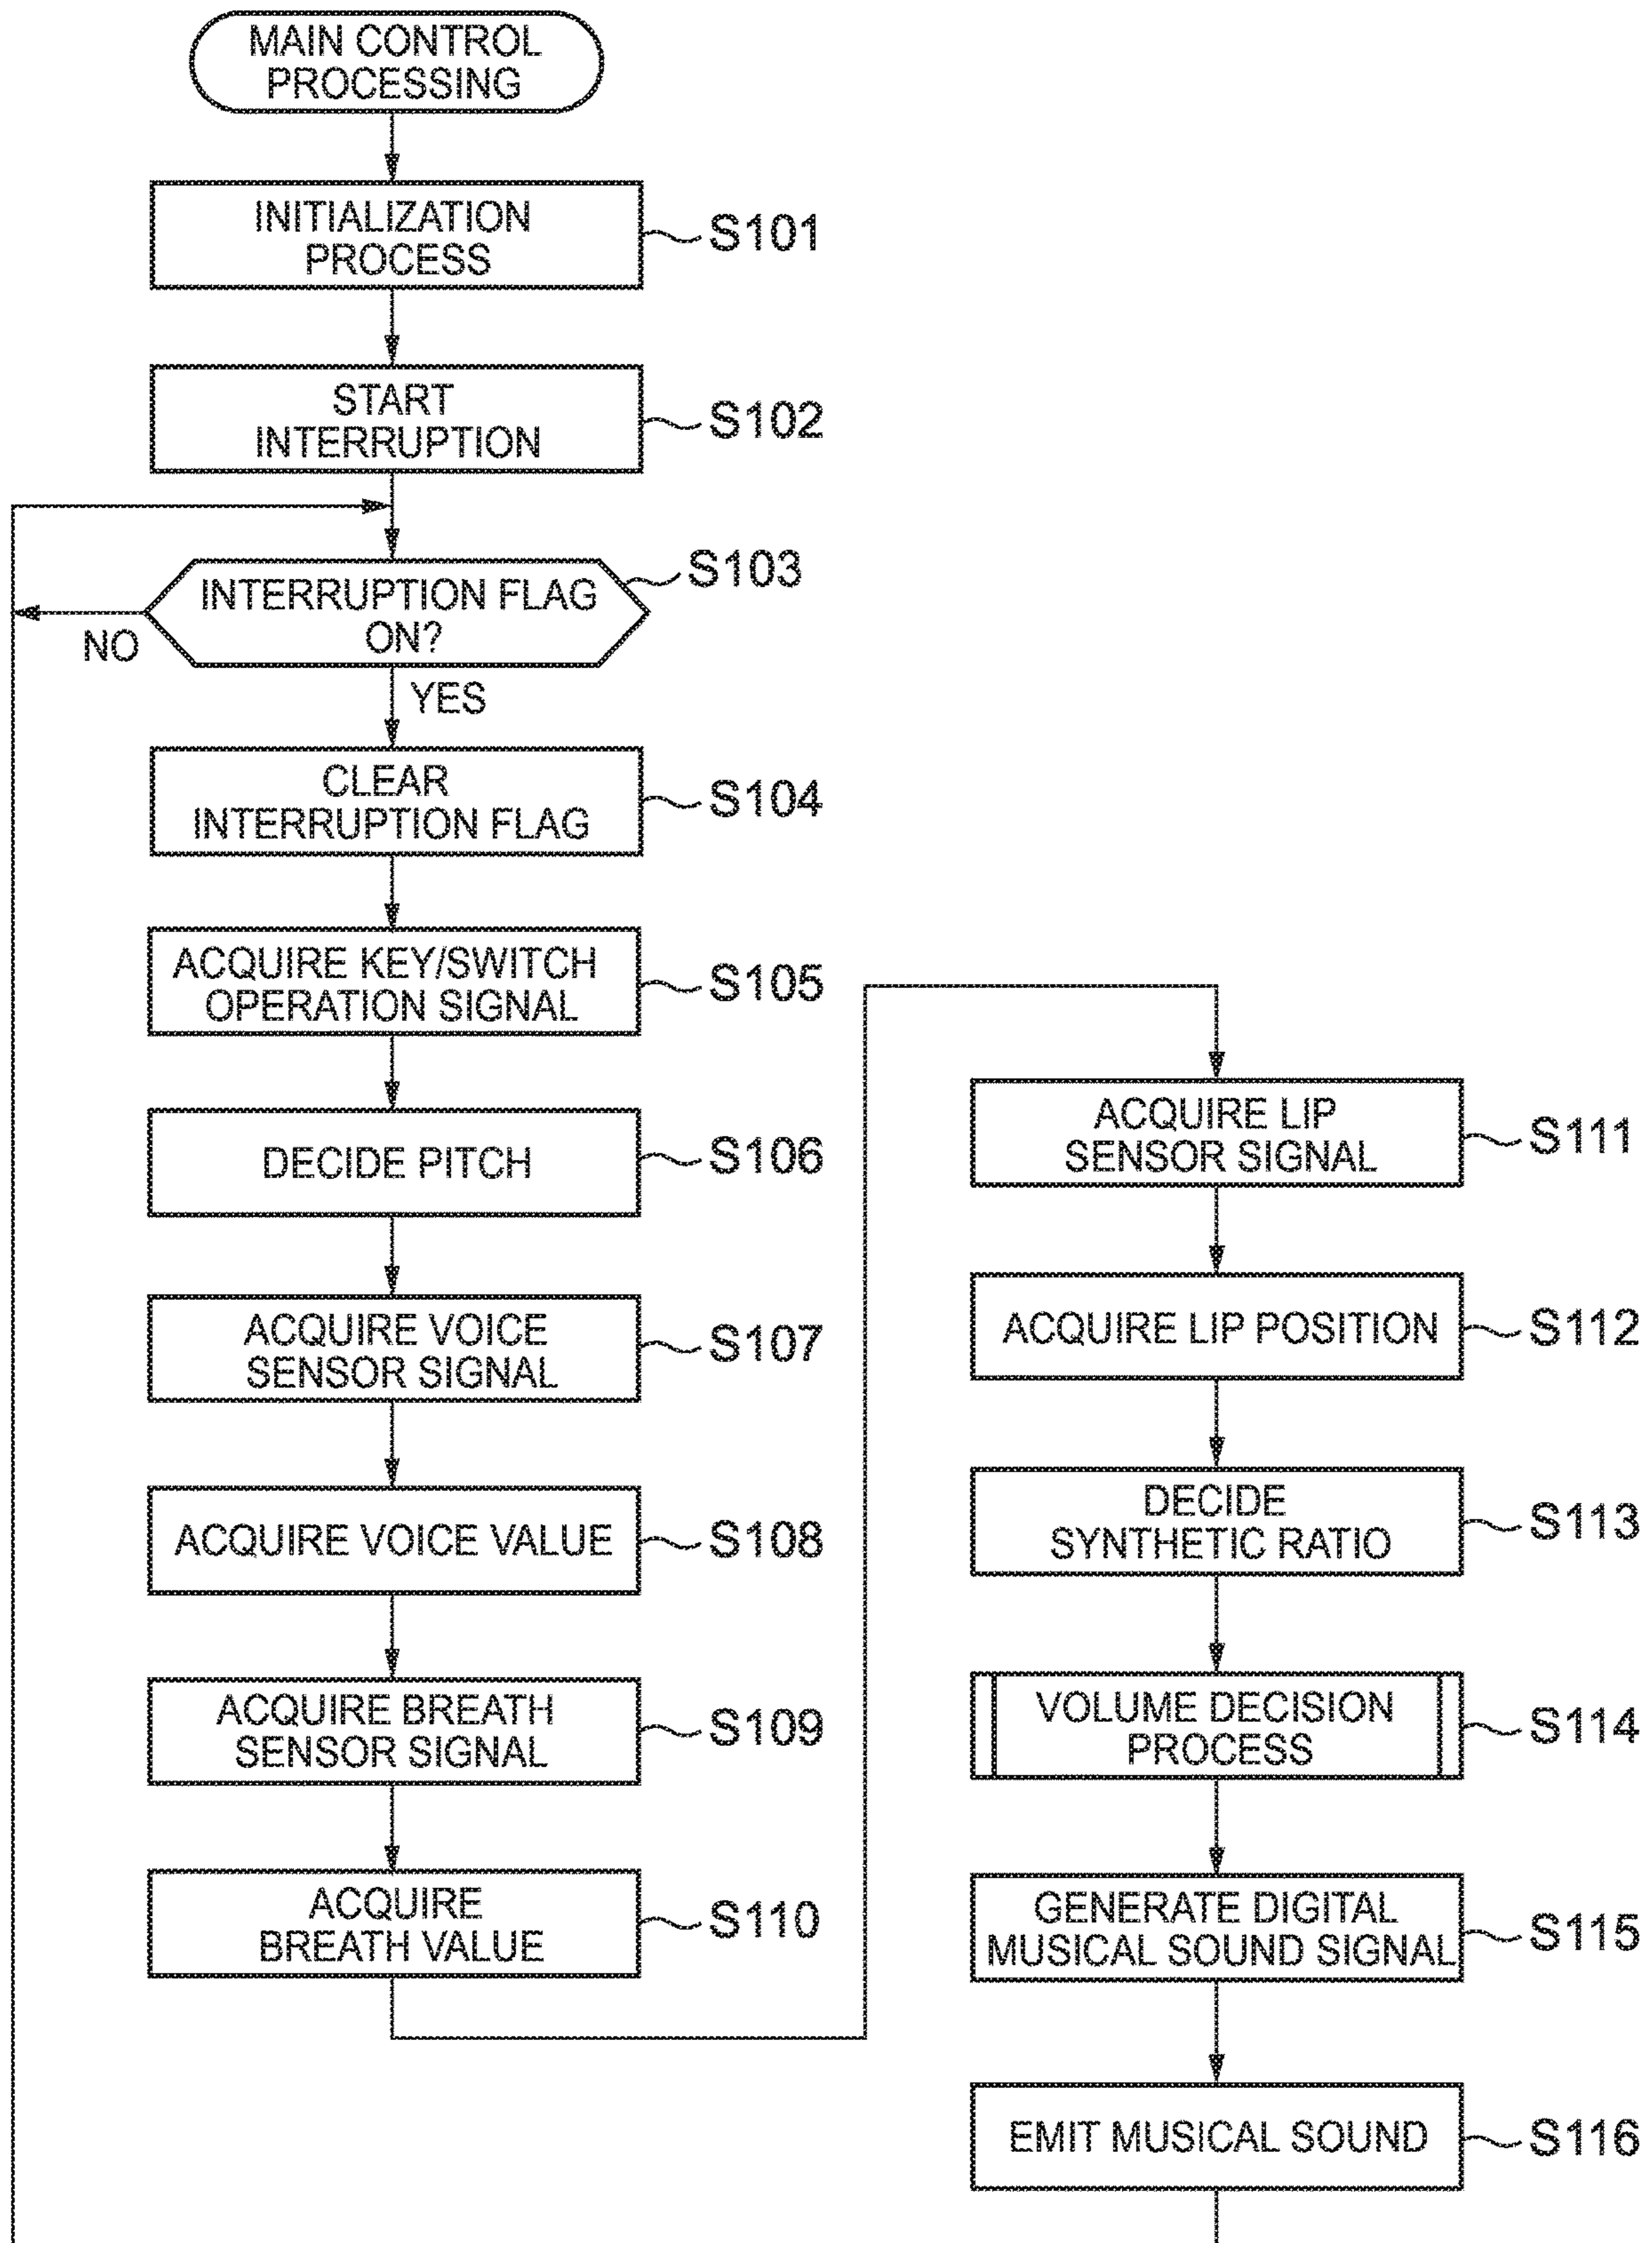 MAIN CONTROL
PROCESSING
INITIALIZATION
PROCESS
S101
START
INTERRUPTION
S102
INTERRUPTION FLAG
ON?
S103
NO
YES
CLEAR
INTERRUPTION FLAG
S104
ACQUIRE KEY/SWITCH
OPERATION SIGNAL
S105
DECIDE PITCH
S106
ACQUIRE VOICE
SENSOR SIGNAL
S107
ACQUIRE VOICE VALUE
S108
ACQUIRE BREATH
SENSOR SIGNAL
S109
ACQUIRE
BREATH VALUE
S110
ACQUIRE LIP
SENSOR SIGNAL
S111
ACQUIRE LIP POSITION
S112
DECIDE
SYNTHETIC RATIO
S113
VOLUME DECISION
PROCESS
S114
GENERATE DIGITAL
MUSICAL SOUND SIGNAL
S115
EMIT MUSICAL SOUND
S116